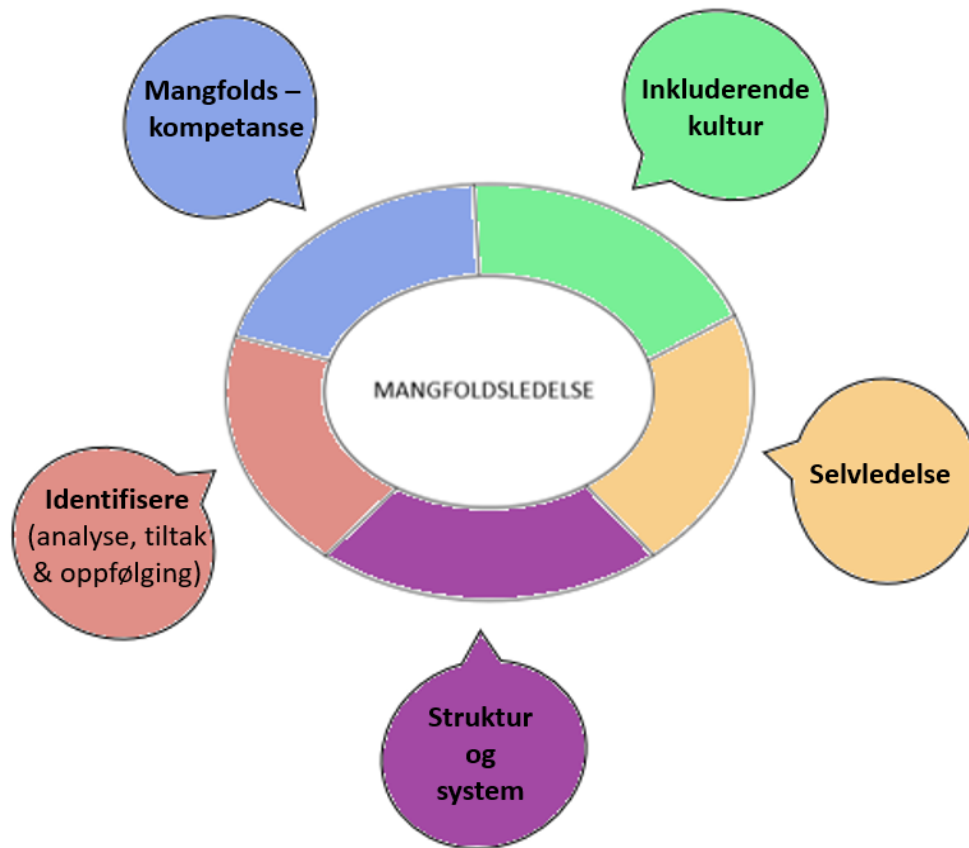 Mangfolds –
kompetanse
Inkluderende
kultur
MANGFOLDSLEDELSE
Selvledelse
Identifisere
(analyse, tiltak
& oppfølging)
Struktur
og
system